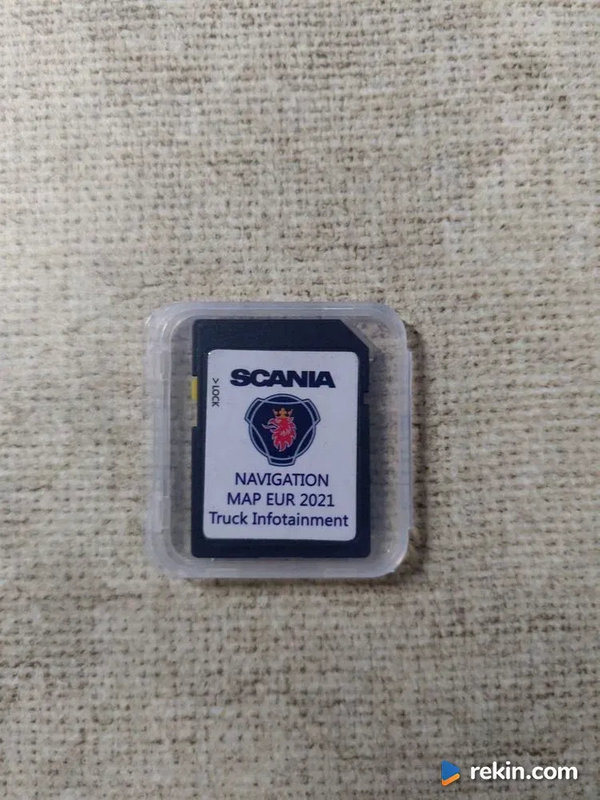 SCANIA
> LOCK
NAVIGATION
MAP EUR 2021
Truck Infotainment
rekin.com